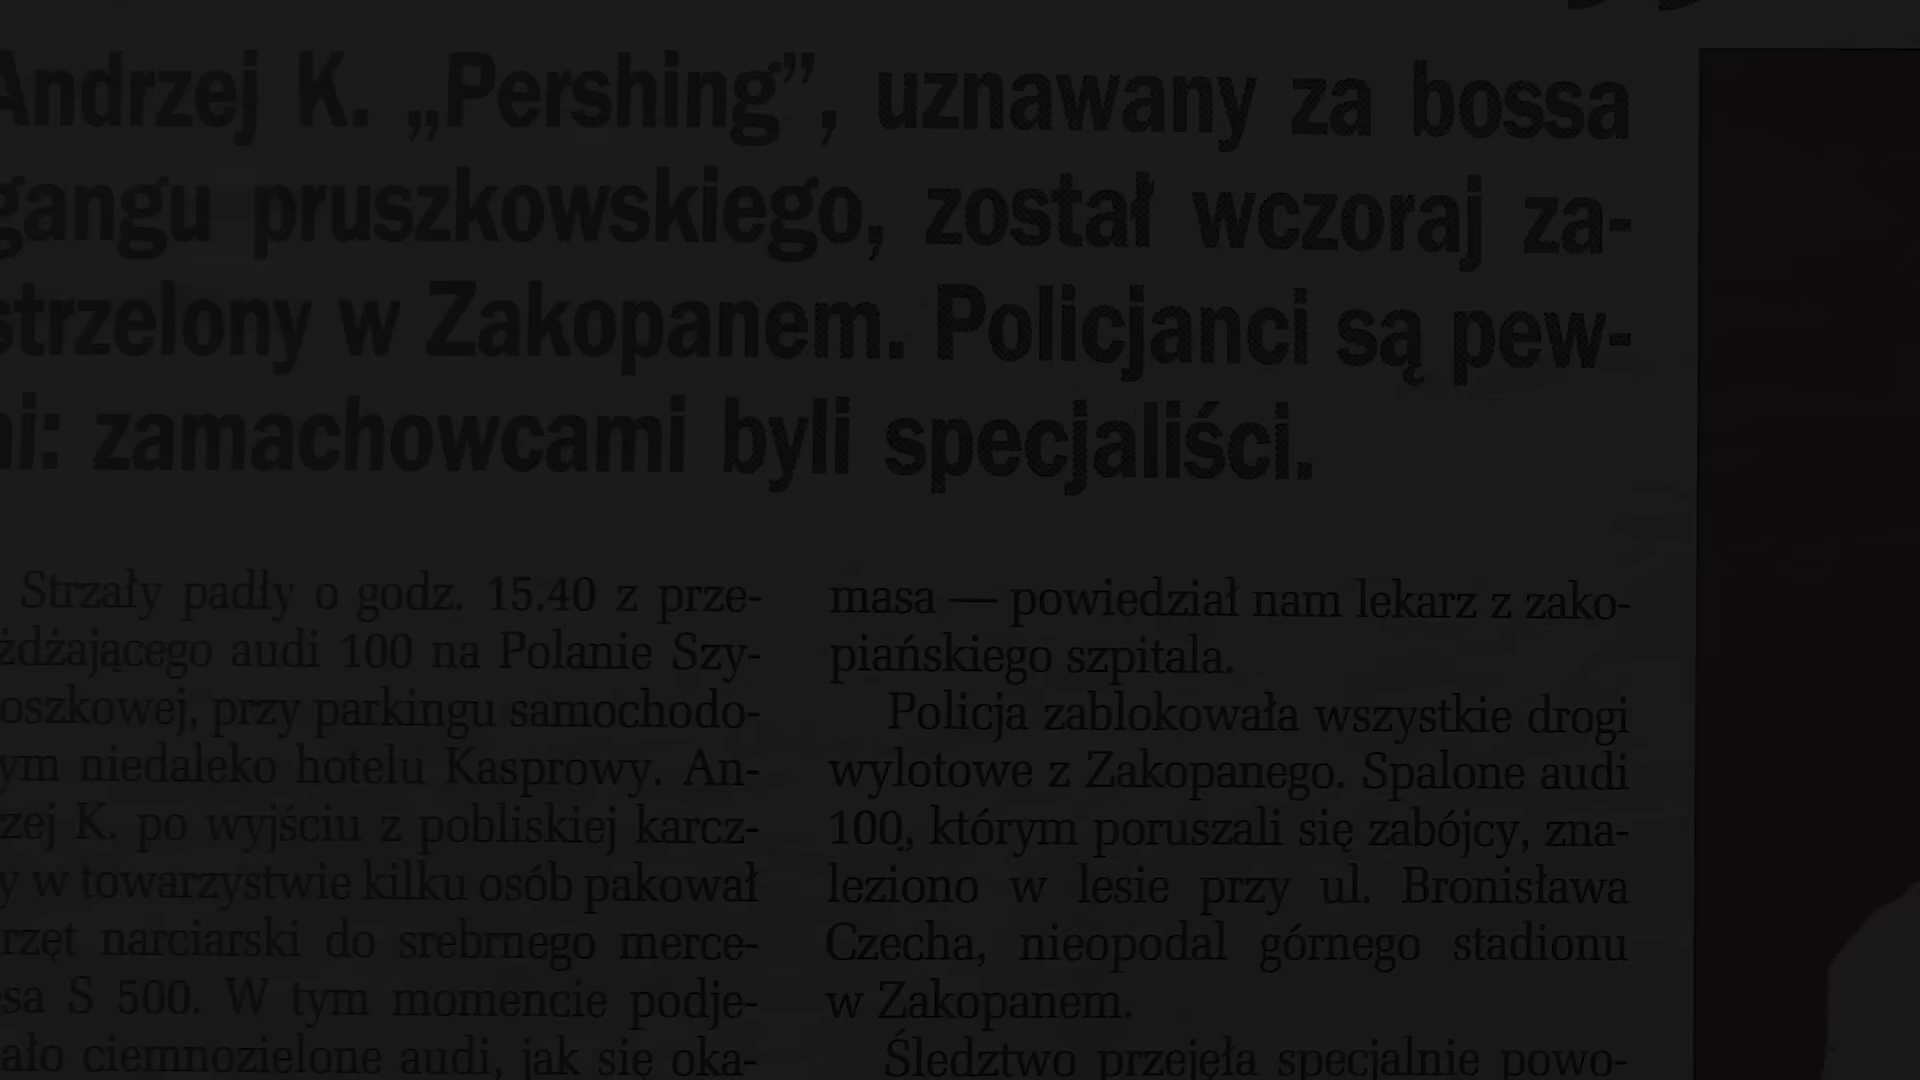 Andrzej K. „Pershing”, uznawany za bossa
gangu pruszkowskiego, został wczoraj za-
strzelony w Zakopanem. Policjanci są pew-
ni: zamachowcami byli specjaliści.
Strzały padły o godz. 15.40 z prze-
żdżającego audi 100 na Polanie Szy-
oszkowej, przy parkingu samochodo-
ym niedaleko hotelu Kasprowy. An-
zej K. po wyjściu z pobliskiej karcz-
y w towarzystwie kilku osób pakował
rzęt narciarski do srebrnego merce-
sa S 500. W tym momencie podje-
ało ciemnozielone audi, jak się oka-
masa — powiedział nam lekarz z zako-
piańskiego szpitala.
Policja zablokowała wszystkie drogi
wylotowe z Zakopanego. Spalone audi
100, którym poruszali się zabójcy, zna-
leziono w lesie przy ul. Bronisława
Czecha, nieopodal górnego stadionu
w Zakopanem.
Śledztwo przejęła specjalnie powo-